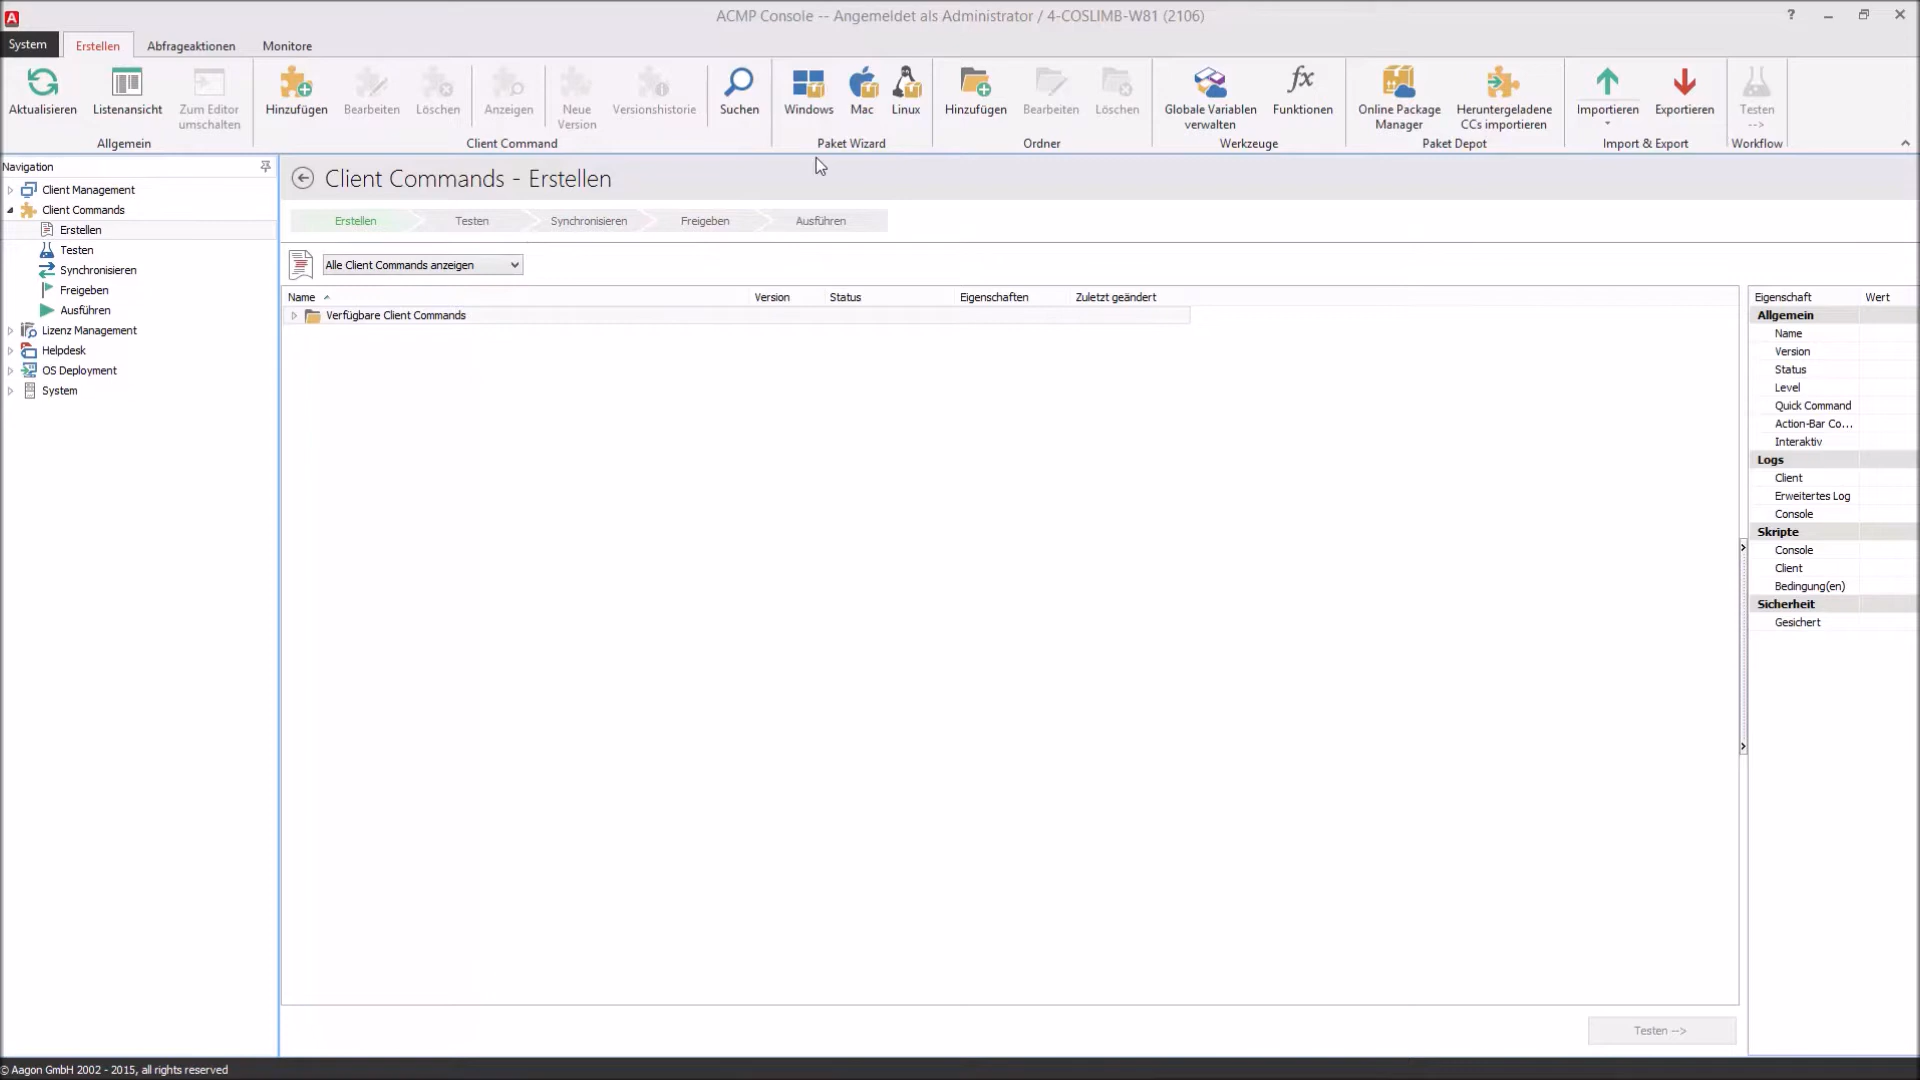 A
ACMP Console -- Angemeldet als Administrator / 4-COSLIMB-W81 (2106)
?
System
Erstellen
Abfrageaktionen
Monitore
Aktualisieren
Listenansicht
Zum Editor
umschalten
Allgemein
Hinzufügen
Bearbeiten
Löschen
Anzeigen
Neue
Version
Versionshistorie
Suchen
Client Command
Windows
Mac
Linux
Paket Wizard
Hinzufügen
Bearbeiten
Löschen
Ordner
Globale Variablen
verwalten
fx
Funktionen
Werkzeuge
Online Package
Manager
Heruntergeladene
CCs importieren
Paket Depot
Importieren
Exportieren
Import & Export
Testen
-->
Workflow
Navigation
Client Management
Client Commands
Erstellen
Testen
Synchronisieren
Freigeben
Ausführen
Lizenz Management
Helpdesk
OS Deployment
System
Client Commands - Erstellen
Erstellen
Testen
Synchronisieren
Freigeben
Ausführen
Alle Client Commands anzeigen
Name
Version
Status
Eigenschaften
Zuletzt geändert
Verfügbare Client Commands
Eigenschaft
Wert
Allgemein
Name
Version
Status
Level
Quick Command
Action-Bar Co...
Interaktiv
Logs
Client
Erweitertes Log
Console
Skripte
Console
Client
Bedingung(en)
Sicherheit
Gesichert
Testen -->
© Aagon GmbH 2002 - 2015, all rights reserved